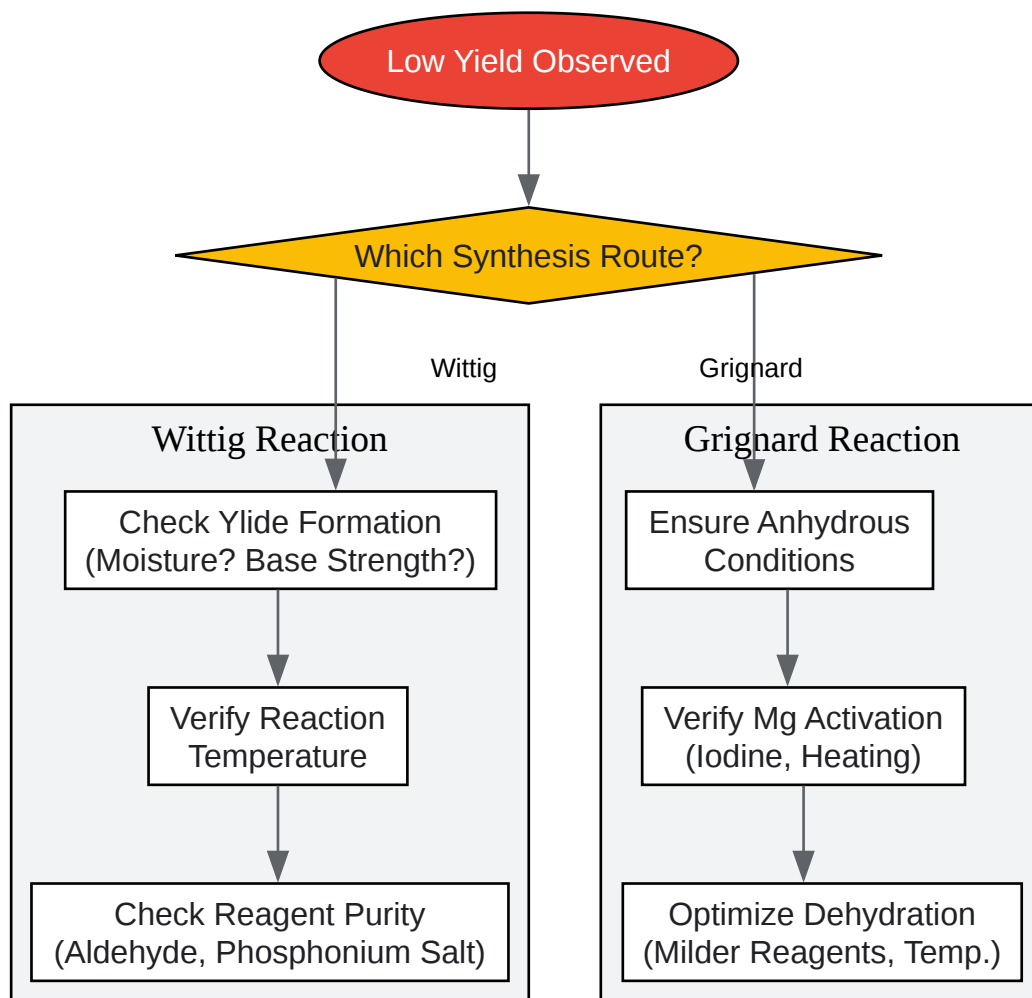 Low Yield Observed
Which Synthesis Route?
Wittig
Grignard
Wittig Reaction
Check Ylide Formation
(Moisture? Base Strength?)
Verify Reaction
Temperature
Check Reagent Purity
(Aldehyde, Phosphonium Salt)
Grignard Reaction
Ensure Anhydrous
Conditions
Verify Mg Activation
(Iodine, Heating)
Optimize Dehydration
(Milder Reagents, Temp.)